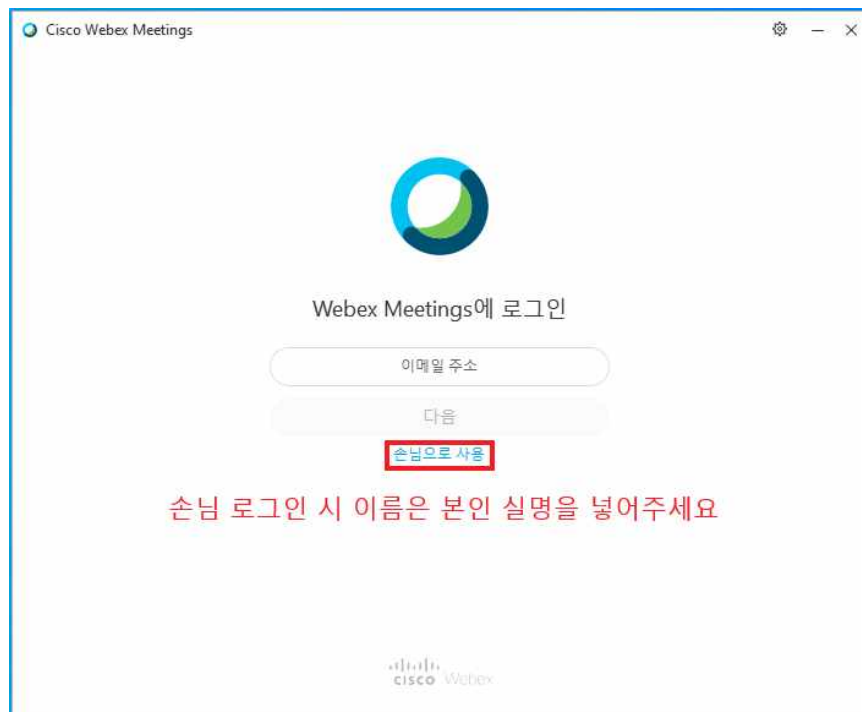 Cisco Webex Meetings
Webex Meetings에 로그인
이메일 주소
다음
손님으로 사용
손님 로그인 시 이름은 본인 실명을 넣어주세요
CISCO Webex